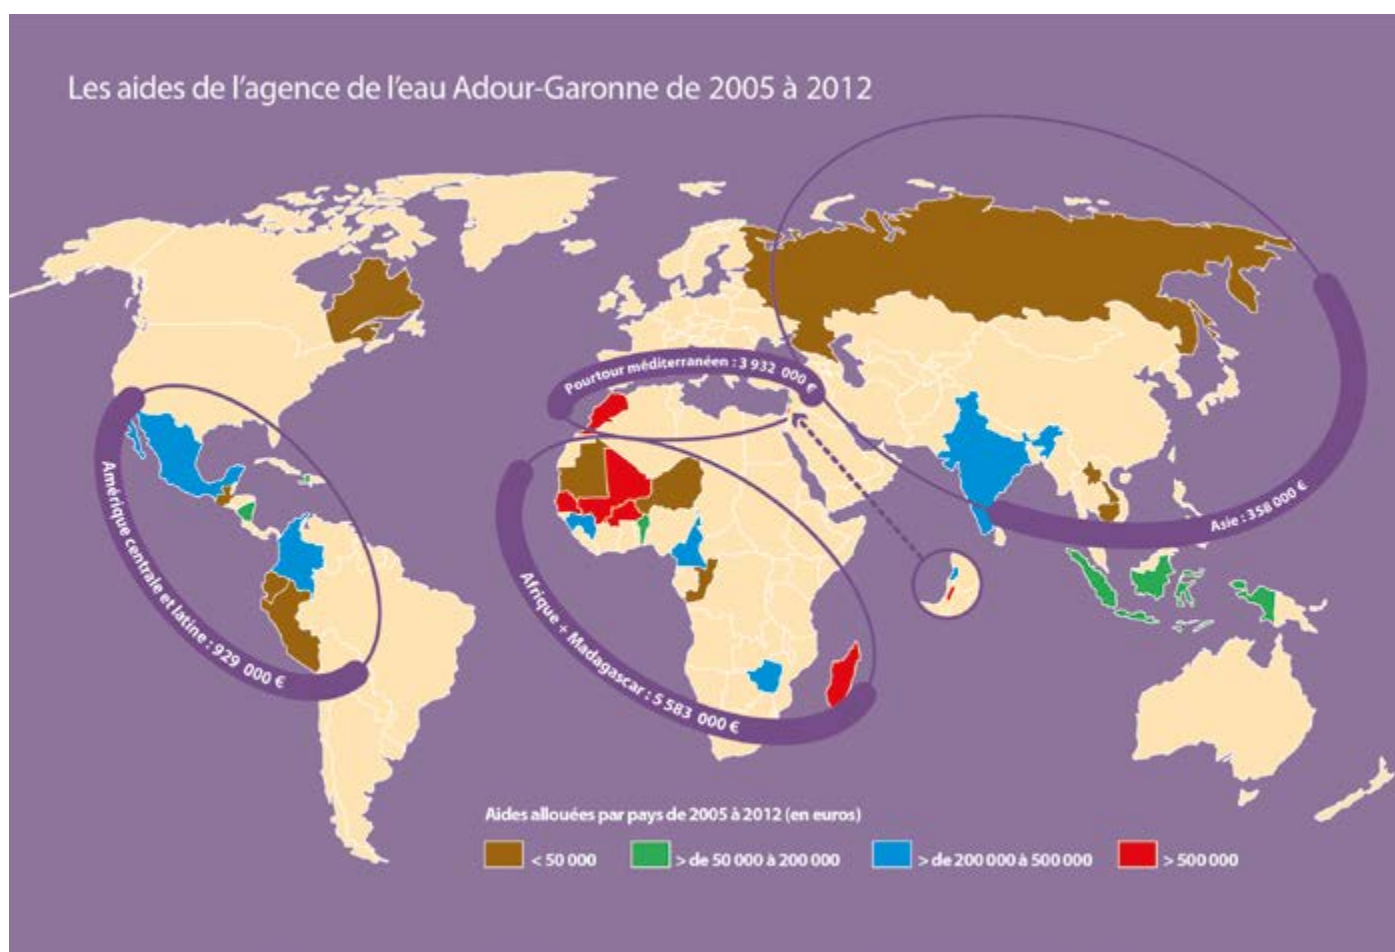 Les aides de l'agence de l'eau Adour-Garonne de 2005 à 2012
Pourtour méditerranéen : 3 932 000 €
Amérique centrale et latine : 929 000 €
Afrique + Madagascar : 5 583 000 €
Asie : 358 000 €
Aides allouées par pays de 2005 à 2012 (en euros)
< 50 000
> de 50 000 à 200 000
> de 200 000 à 500 000
> 500 000